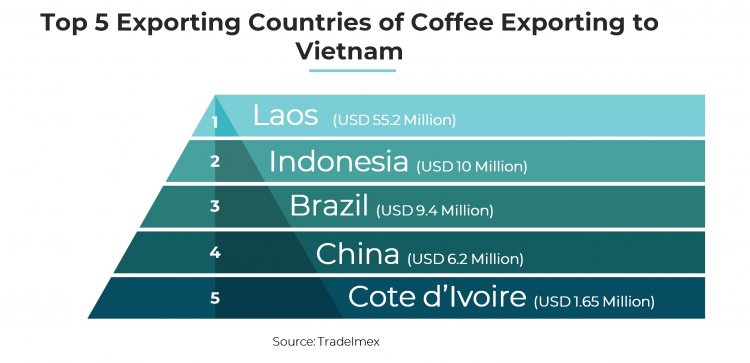 Top 5 Exporting Countries of Coffee Exporting to
Vietnam
1 Laos (USD 55.2 Million)
2 Indonesia (USD 10 Million)
3 Brazil (USD 9.4 Million)
4 China (USD 6.2 Million)
5 Cote d'Ivoire (USD 1.65 Million)
Source: TradeImex